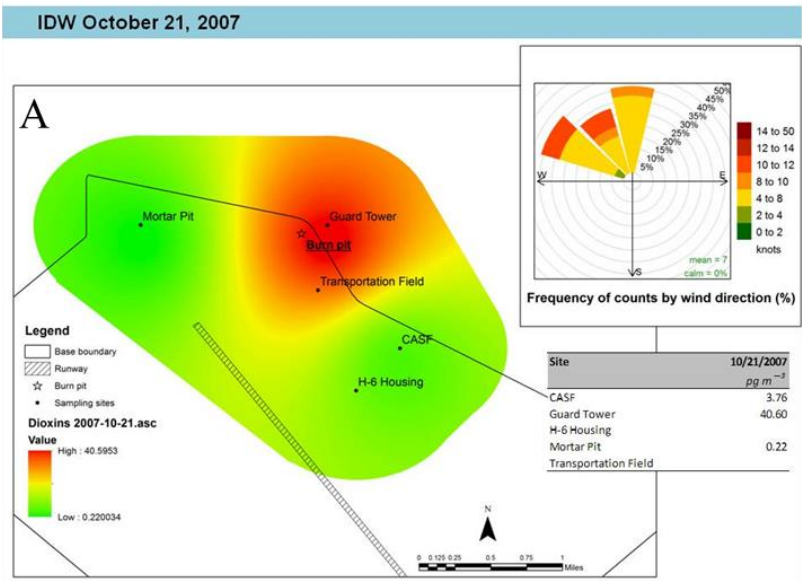 IDW October 21, 2007
A
Mortar Pit
Guard Tower
Burn pit
Transportation Field
CASF
H-6 Housing
Legend
Base boundary
Runway
Burn pit
Sampling sites
Dioxins 2007-10-21.asc
Value
High : 40.5953
Low : 0.220034
N
0 0.125 0.25 0.5 0.75 1
Miles
50%
45%
40%
35%
30%
25%
20%
15%
10%
5%
W
E
S
14 to 50
12 to 14
10 to 12
8 to 10
4 to 8
2 to 4
0 to 2
knots
mean = 7
calm = 0%
Frequency of counts by wind direction (%)
Site 10/21/2007
pg m⁻³
CASF 3.76
Guard Tower 40.60
H-6 Housing
Mortar Pit 0.22
Transportation Field